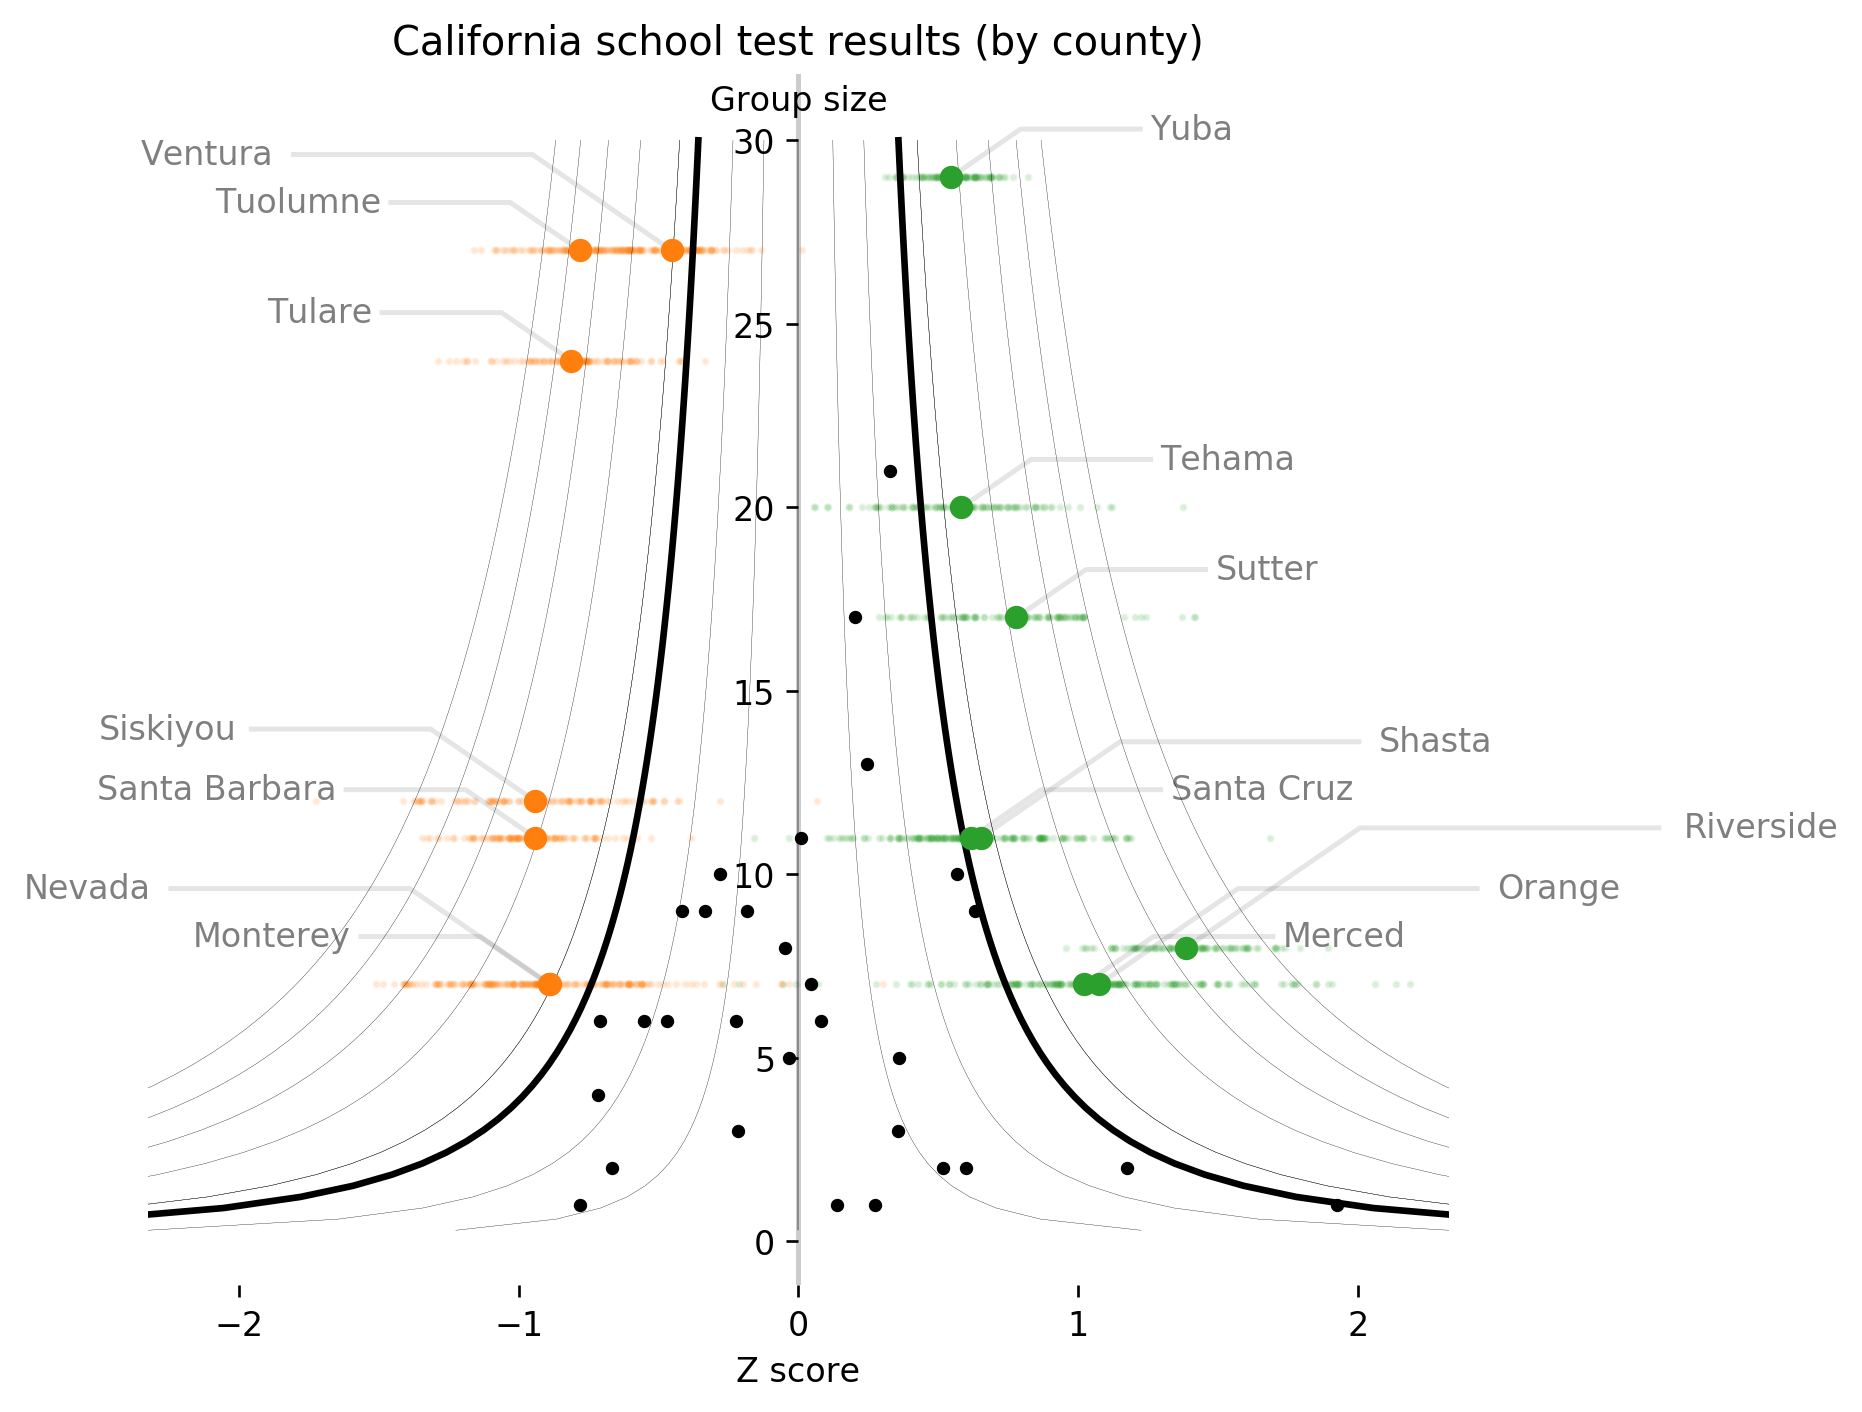 California school test results (by county)
Group size
Yuba
30
Ventura
Tuolumne
Tulare
25
Tehama
20
Sutter
15
Siskiyou
Shasta
Santa Barbara
Santa Cruz
Riverside
10
Nevada
Orange
Monterey
Merced
5
0
−2
−1
0
1
2
Z score